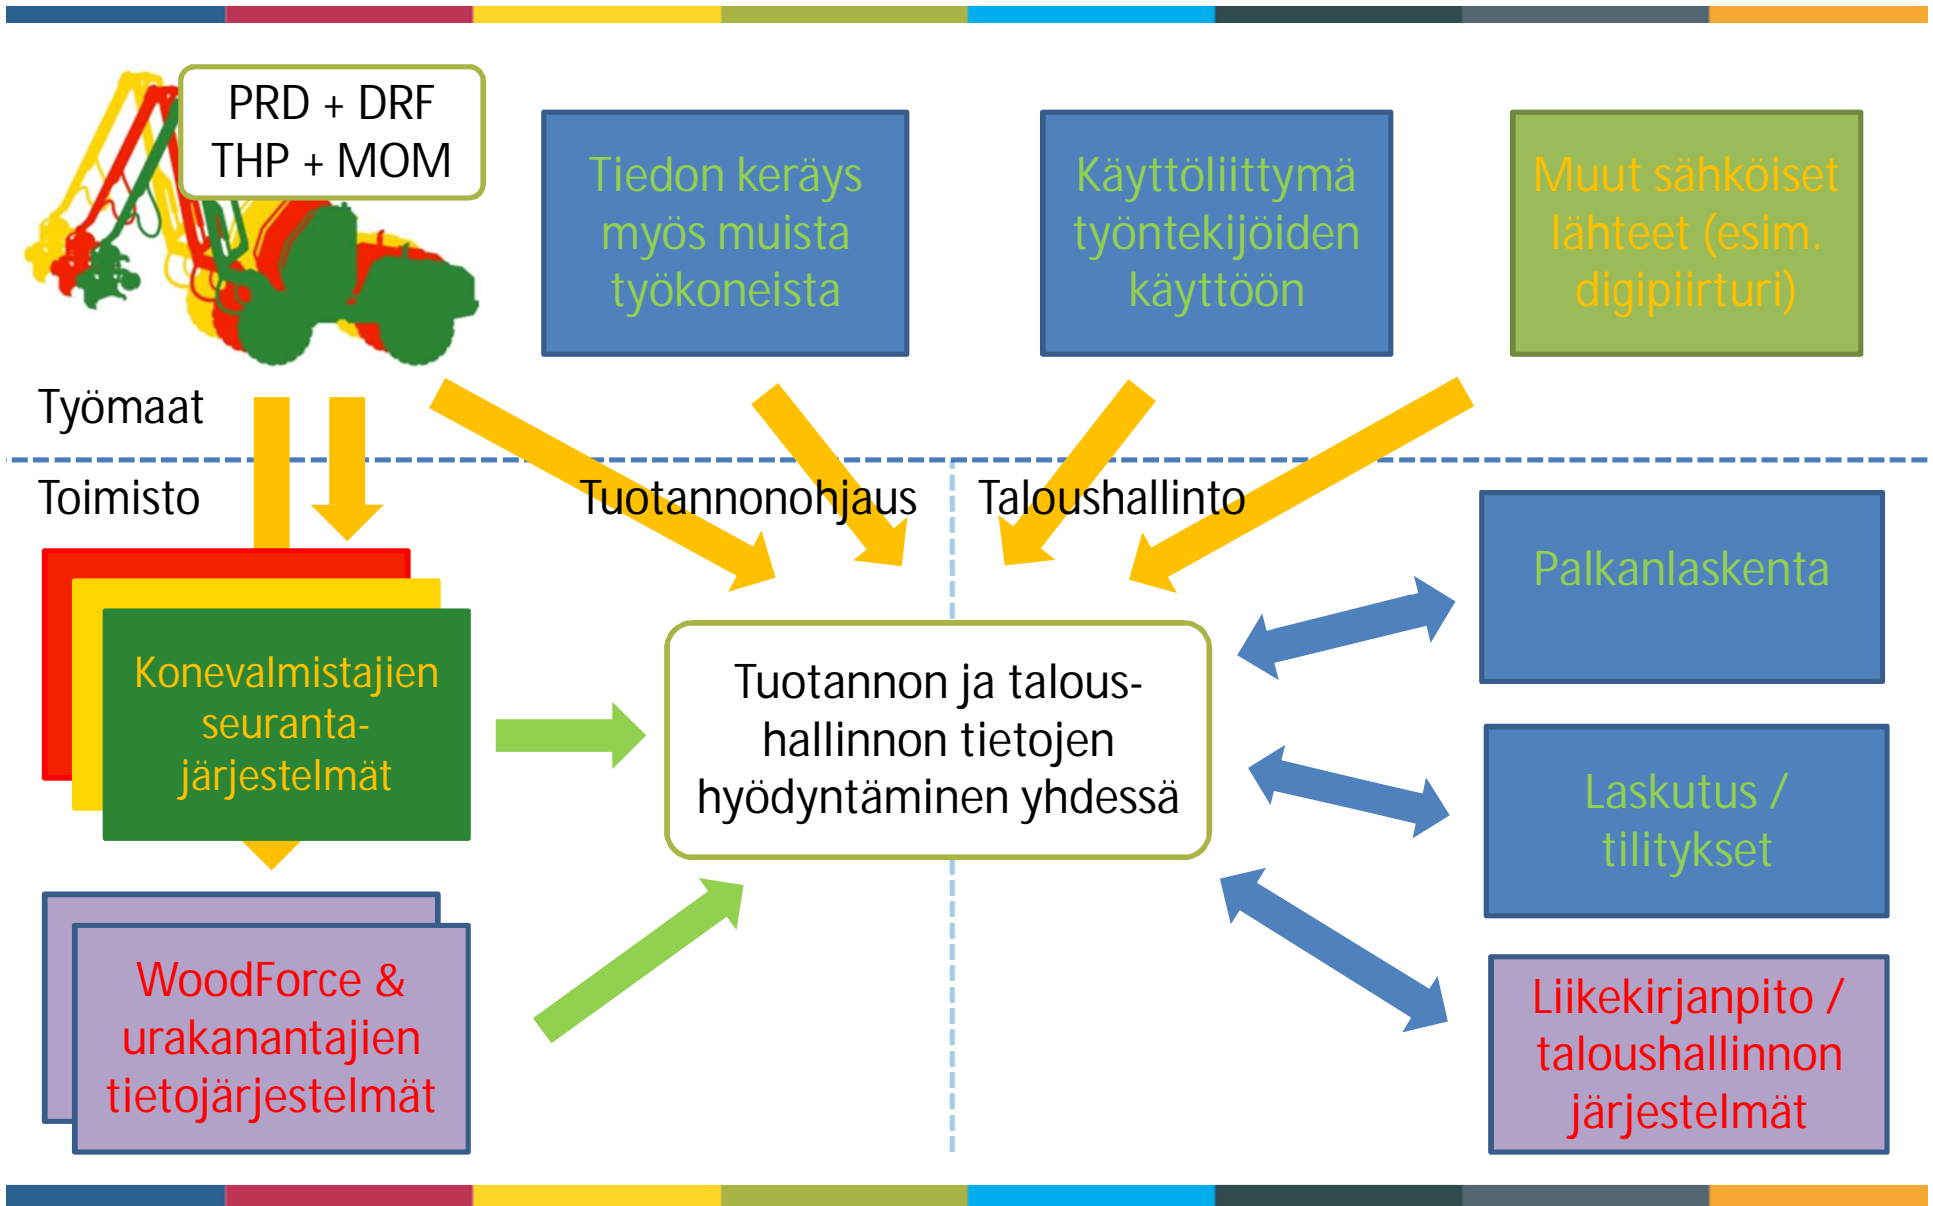 PRD + DRF
THP + MOM
Tiedon keräys
myös muista
työkoneista
Käyttöliittymä
työntekijöiden
käyttöön
Muut sähköiset
lähteet (esim.
digipiirturi)
Työmaat
Toimisto
Tuotannonohjaus
Taloushallinto
Konevalmistajien
seuranta-
järjestelmät
Tuotannon ja talous-
hallinnon tietojen
hyödyntäminen yhdessä
Palkanlaskenta
Laskutus /
tilitykset
WoodForce &
urakanantajien
tietojärjestelmät
Liikekirjanpito /
taloushallinnon
järjestelmät